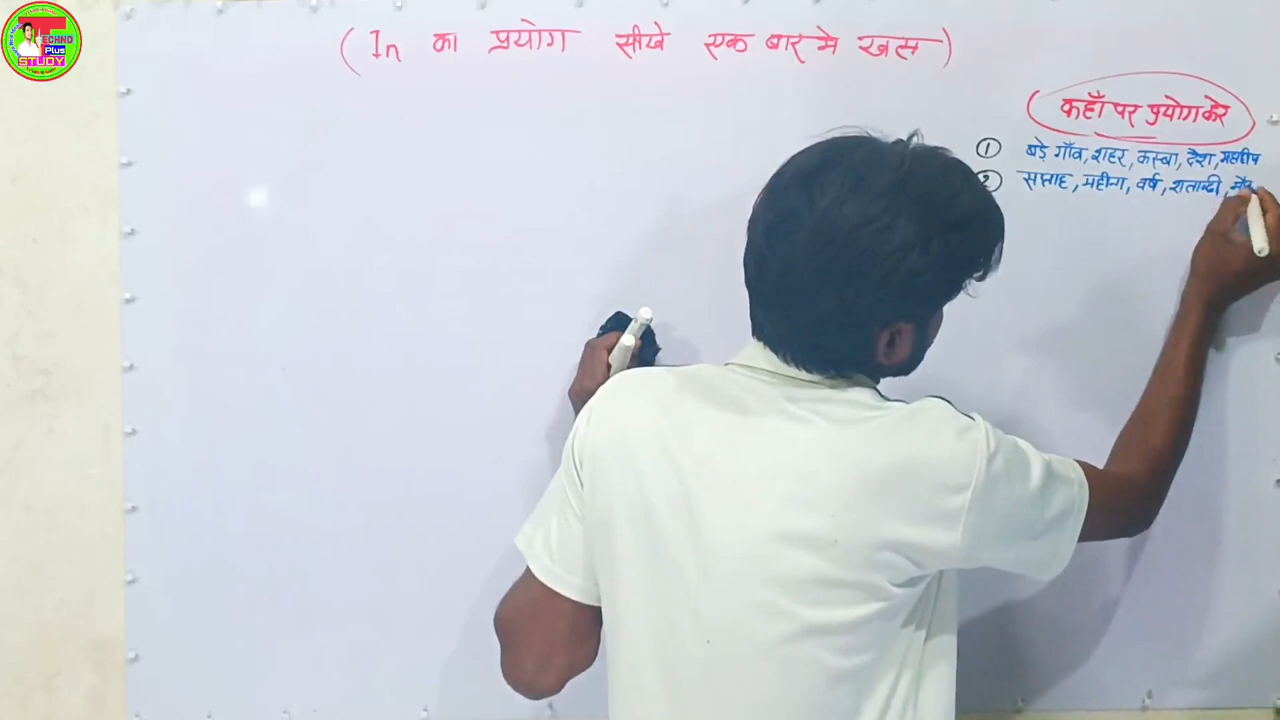 TECHNO
Plus
STUDY
(In का प्रयोग सीखे एक बार मे खत्म)
(कहाँ पर प्रयोग करे
① बड़े गाँव, शहर, कस्बा, देश, महाद्वीप
② सप्ताह, महीना, वर्ष, शताब्दी,